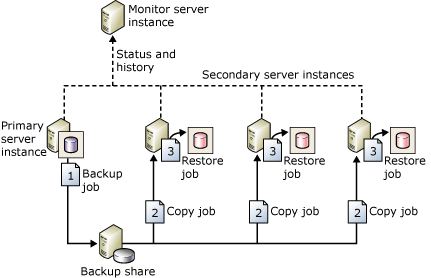 Monitor server
instance
Status and
history
Secondary server instances
Primary
server
instance
1
Backup
job
3
Restore
job
3
Restore
job
3
Restore
job
2
Copy job
2
Copy job
2
Copy job
Backup share